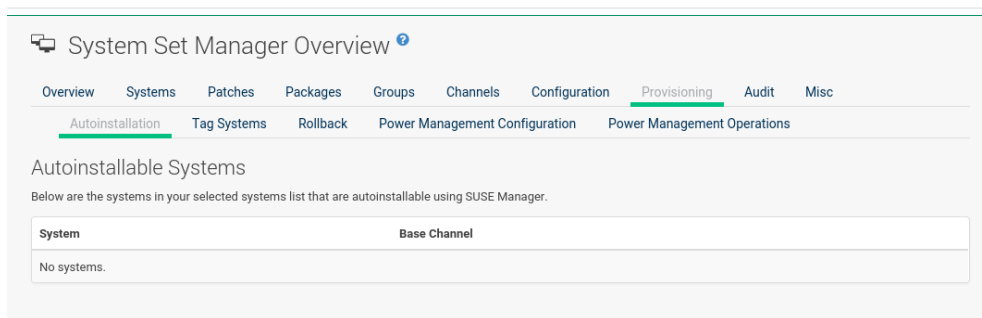 System Set Manager Overview ?
Overview Systems Patches Packages Groups Channels Configuration Provisioning Audit Misc
Autoinstallation Tag Systems Rollback Power Management Configuration Power Management Operations
Autoinstallable Systems
Below are the systems in your selected systems list that are autoinstallable using SUSE Manager.
System Base Channel
No systems.